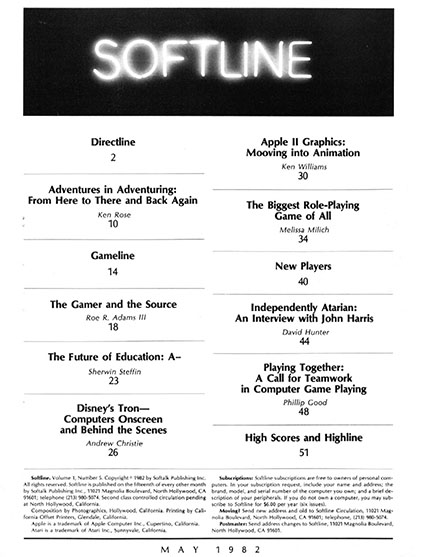 SOFTLINE
Directline
2
Adventures in Adventuring:
From Here to There and Back Again
Ken Rose
10
Gameline
14
The Gamer and the Source
Roe R. Adams III
18
The Future of Education: A–
Sherwin Steffin
23
Disney's Tron—
Computers Onscreen
and Behind the Scenes
Andrew Christie
26
Apple II Graphics:
Mooving into Animation
Ken Williams
30
The Biggest Role-Playing
Game of All
Melissa Milich
34
New Players
40
Independently Atarian:
An Interview with John Harris
David Hunter
44
Playing Together:
A Call for Teamwork
in Computer Game Playing
Phillip Good
48
High Scores and Highline
51
Softline. Volume 1, Number 5. Copyright © 1982 by Softalk Publishing Inc.
All rights reserved. Softline is published on the fifteenth of every other month
by Softalk Publishing Inc., 11021 Magnolia Boulevard, North Hollywood, CA
91601; telephone (213) 980-5074. Second class controlled circulation pending
at North Hollywood, California.
Composition by Photographics, Hollywood, California. Printing by Cali-
fornia Offset Printers, Glendale, California.
Apple is a trademark of Apple Computer Inc., Cupertino, California.
Atari is a trademark of Atari Inc., Sunnyvale, California.
Subscriptions: Softline subscriptions are free to owners of personal com-
puters. In your subscription request, include your name and address; the
brand, model, and serial number of the computer you own; and a brief de-
scription of your peripherals. If you do not own a computer, you may sub-
scribe to Softline for $6.00 per year (six issues).
Moving? Send new address and old to Softline Circulation, 11021 Mag-
nolia Boulevard, North Hollywood, CA 91601; telephone, (213) 980-5074.
Postmaster: Send address changes to Softline, 11021 Magnolia Boulevard,
North Hollywood, CA 91601.
MAY 1982